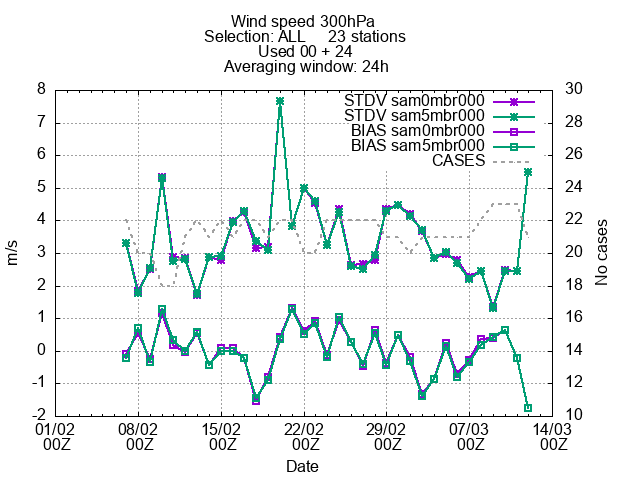 Wind speed 300hPa
Selection: ALL 23 stations
Used 00 + 24
Averaging window: 24h
STDV sam0mbr000
STDV sam5mbr000
BIAS sam0mbr000
BIAS sam5mbr000
CASES
8
7
6
5
4
3
2
1
0
-1
-2
m/s
30
28
26
24
22
20
18
16
14
12
10
No cases
01/02 08/02 15/02 22/02 29/02 07/03 14/03
00Z 00Z 00Z 00Z 00Z 00Z 00Z
Date